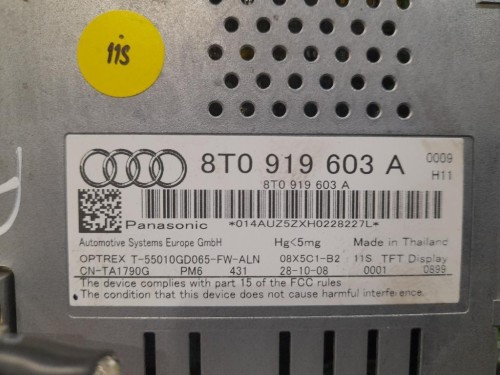 11s
8T0 919 603 A 0009
H11
8T0 919 603 A
Panasonic *014AUZ5ZXH0228227L*
Automotive Systems Europe GmbH Hg<5mg Made in Thailand
OPTREX T-55010GD065-FW-ALN 08X5C1-B2 11S TFT Display
CN-TA1790G PM6 431 28-10-08 0001 0899
The device complies with part 15 of the FCC rules
The condition that this device does not cause harmful interference.